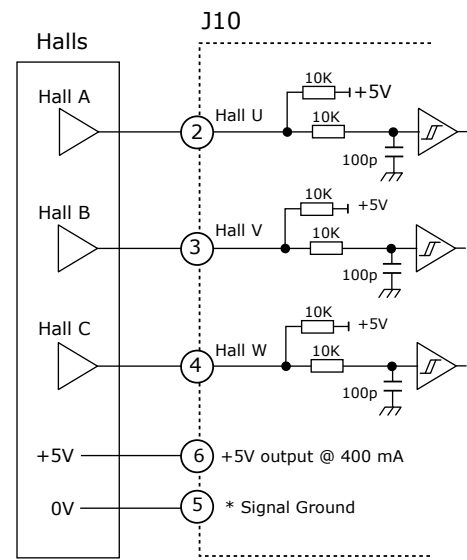 J10
Halls
Hall A
2
Hall U
10K
+5V
10K
100p
Hall B
3
Hall V
10K
+5V
10K
100p
Hall C
4
Hall W
10K
+5V
10K
100p
+5V
6
+5V output @ 400 mA
0V
5
* Signal Ground